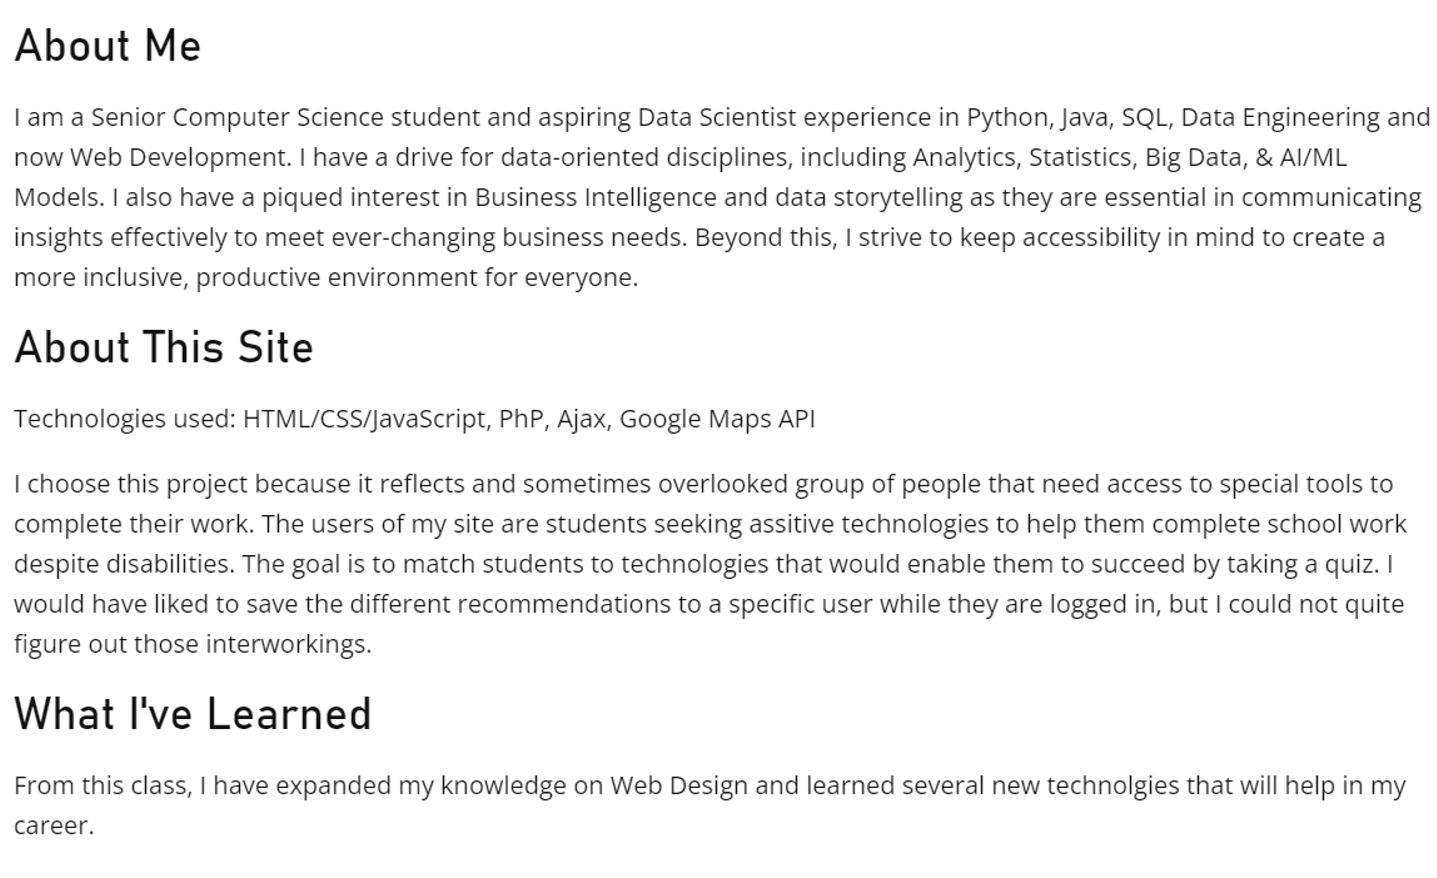 About Me
I am a Senior Computer Science student and aspiring Data Scientist experience in Python, Java, SQL, Data Engineering and
now Web Development. I have a drive for data-oriented disciplines, including Analytics, Statistics, Big Data, & AI/ML
Models. I also have a piqued interest in Business Intelligence and data storytelling as they are essential in communicating
insights effectively to meet ever-changing business needs. Beyond this, I strive to keep accessibility in mind to create a
more inclusive, productive environment for everyone.
About This Site
Technologies used: HTML/CSS/JavaScript, PhP, Ajax, Google Maps API
I choose this project because it reflects and sometimes overlooked group of people that need access to special tools to
complete their work. The users of my site are students seeking assitive technologies to help them complete school work
despite disabilities. The goal is to match students to technologies that would enable them to succeed by taking a quiz. I
would have liked to save the different recommendations to a specific user while they are logged in, but I could not quite
figure out those interworkings.
What I've Learned
From this class, I have expanded my knowledge on Web Design and learned several new technolgies that will help in my
career.